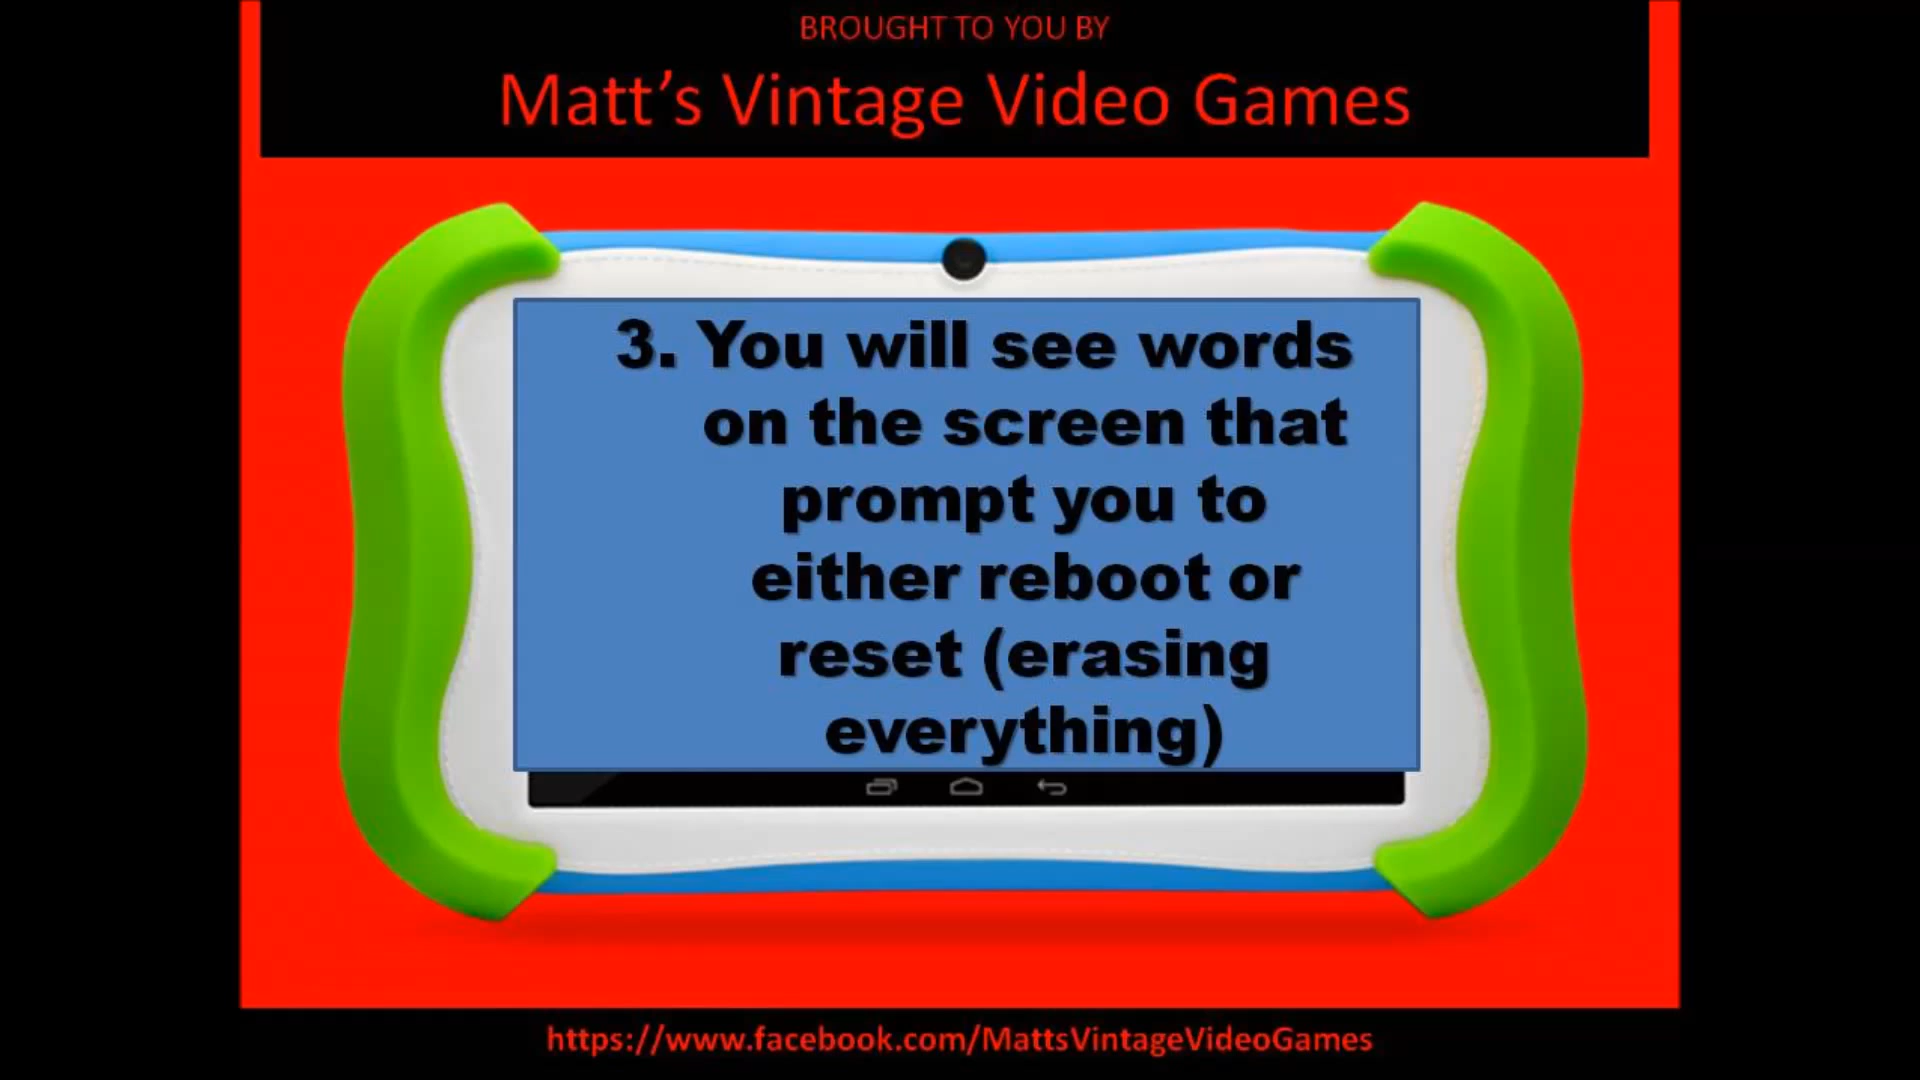 BROUGHT TO YOU BY
Matt's Vintage Video Games
3. You will see words
on the screen that
prompt you to
either reboot or
reset (erasing
everything)
https://www.facebook.com/MattsVintageVideoGames